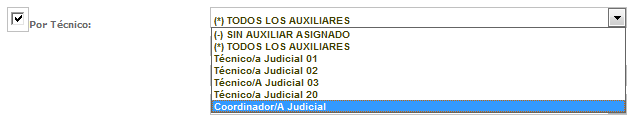 Por Técnico:
(*) TODOS LOS AUXILIARES
(-) SIN AUXILIAR ASIGNADO
(*) TODOS LOS AUXILIARES
Técnico/a Judicial 01
Técnico/a Judicial 02
Técnico/A Judicial 03
Técnico/a Judicial 20
Coordinador/A Judicial